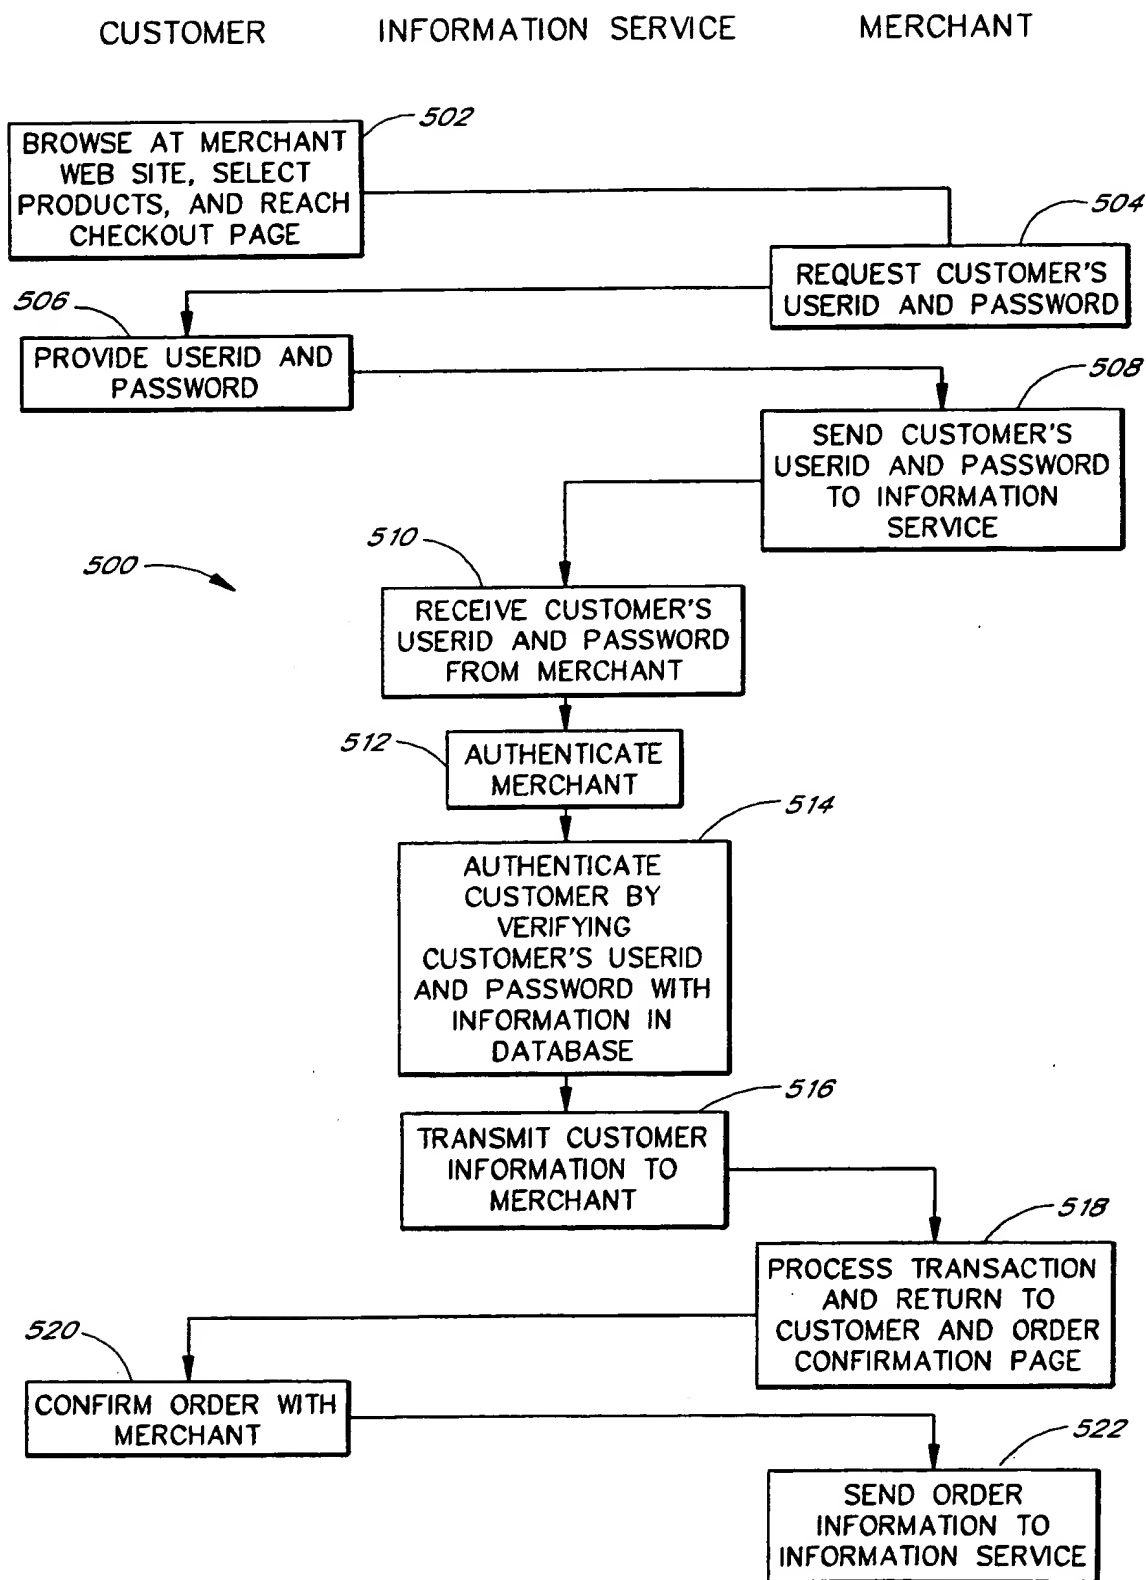 CUSTOMER
INFORMATION SERVICE
MERCHANT
502
BROWSE AT MERCHANT
WEB SITE, SELECT
PRODUCTS, AND REACH
CHECKOUT PAGE
504
REQUEST CUSTOMER'S
USERID AND PASSWORD
506
PROVIDE USERID AND
PASSWORD
508
SEND CUSTOMER'S
USERID AND PASSWORD
TO INFORMATION
SERVICE
500
510
RECEIVE CUSTOMER'S
USERID AND PASSWORD
FROM MERCHANT
512
AUTHENTICATE
MERCHANT
514
AUTHENTICATE
CUSTOMER BY
VERIFYING
CUSTOMER'S USERID
AND PASSWORD WITH
INFORMATION IN
DATABASE
516
TRANSMIT CUSTOMER
INFORMATION TO
MERCHANT
518
PROCESS TRANSACTION
AND RETURN TO
CUSTOMER AND ORDER
CONFIRMATION PAGE
520
CONFIRM ORDER WITH
MERCHANT
522
SEND ORDER
INFORMATION TO
INFORMATION SERVICE